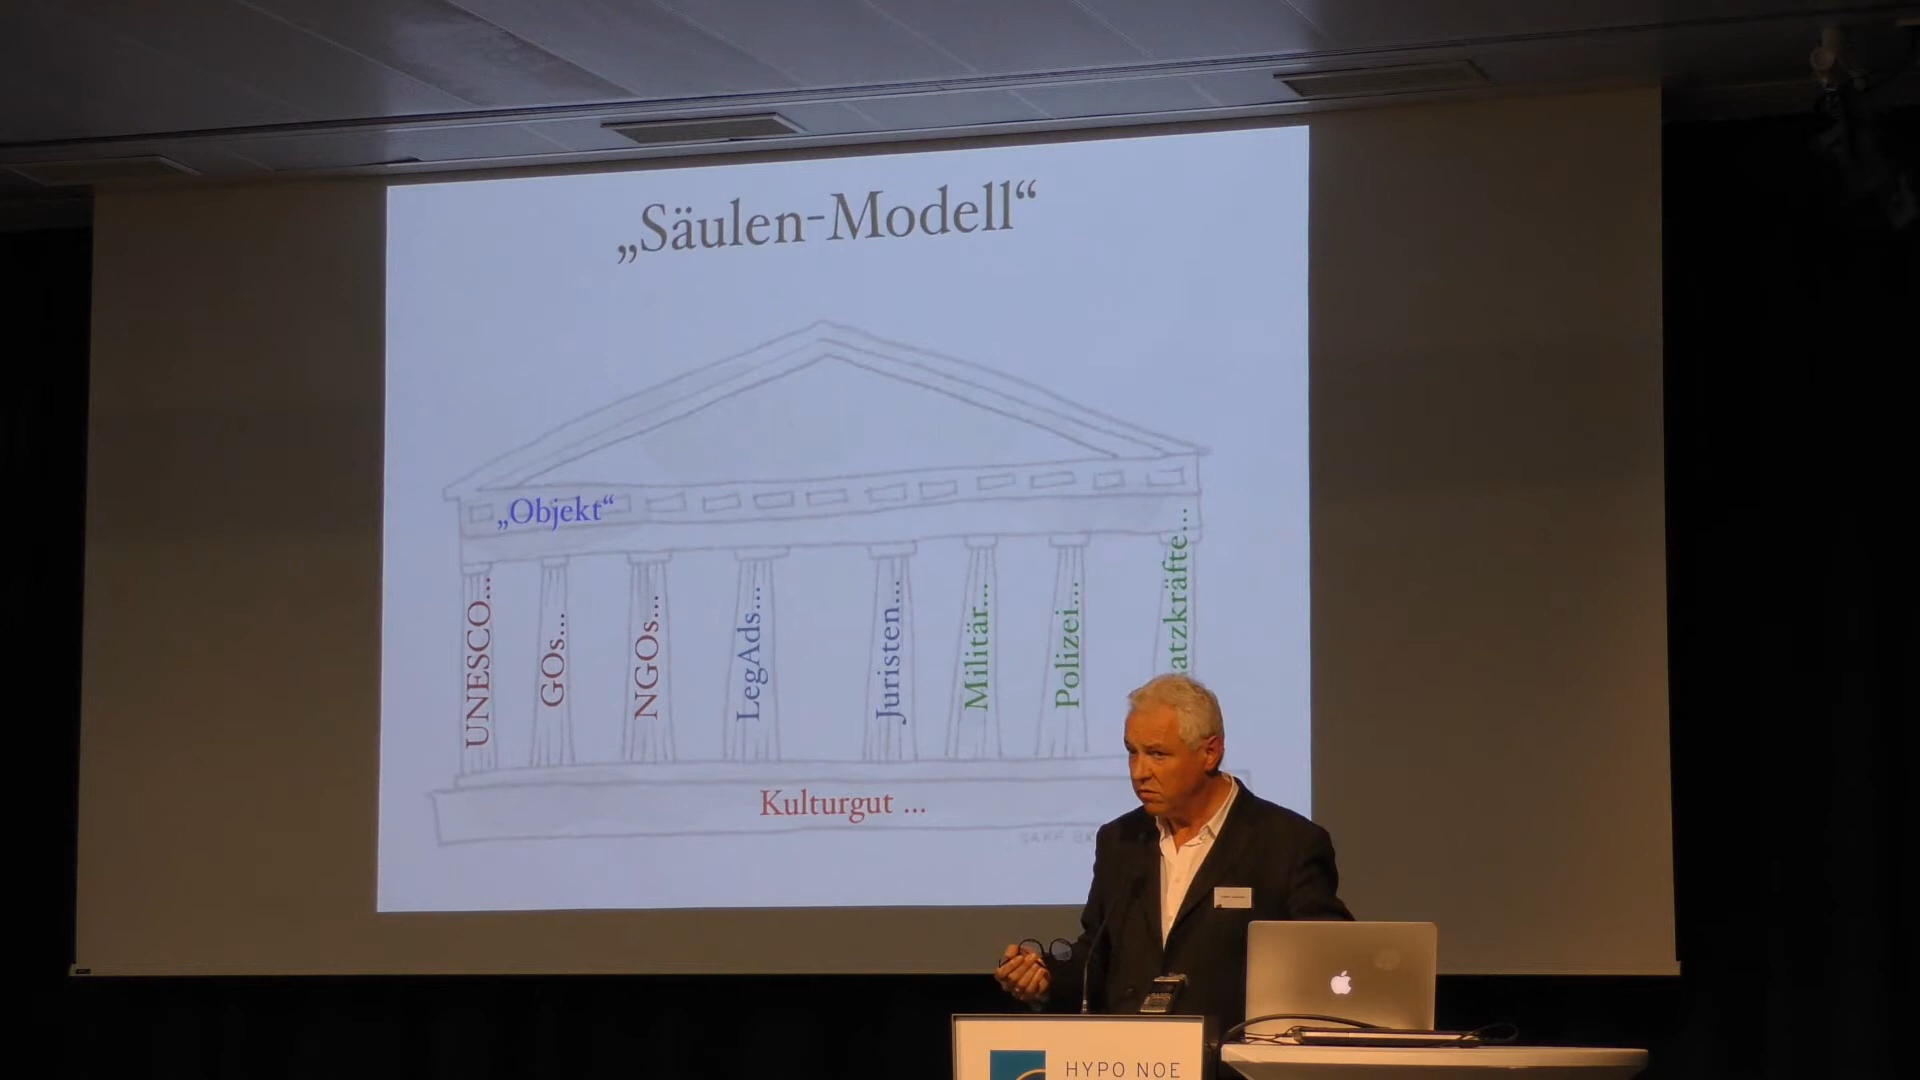 „Säulen-Modell“
„Objekt“
UNESCO...
GOs...
NGOs...
LegAds...
Juristen...
Militär...
Polizei...
atzkräfte...
Kulturgut ...
HYPO NOE